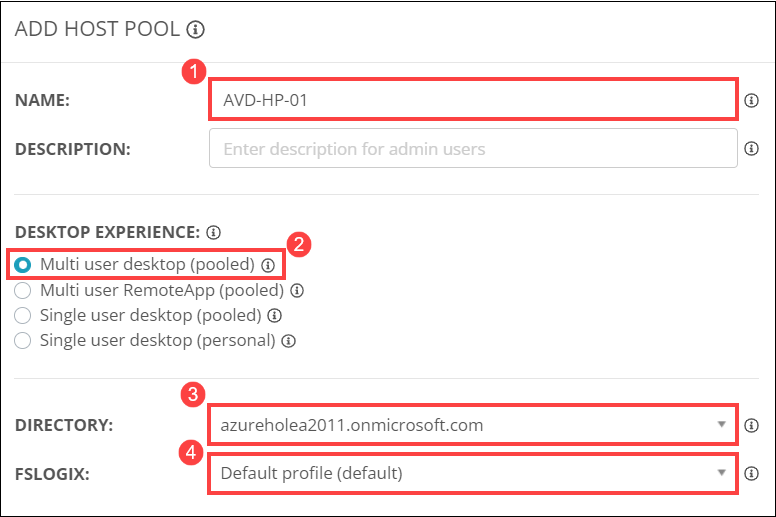 ADD HOST POOL
1
NAME: AVD-HP-01
DESCRIPTION: Enter description for admin users
DESKTOP EXPERIENCE:
2
Multi user desktop (pooled)
Multi user RemoteApp (pooled)
Single user desktop (pooled)
Single user desktop (personal)
3
DIRECTORY: azureholea2011.onmicrosoft.com
4
FSLOGIX: Default profile (default)